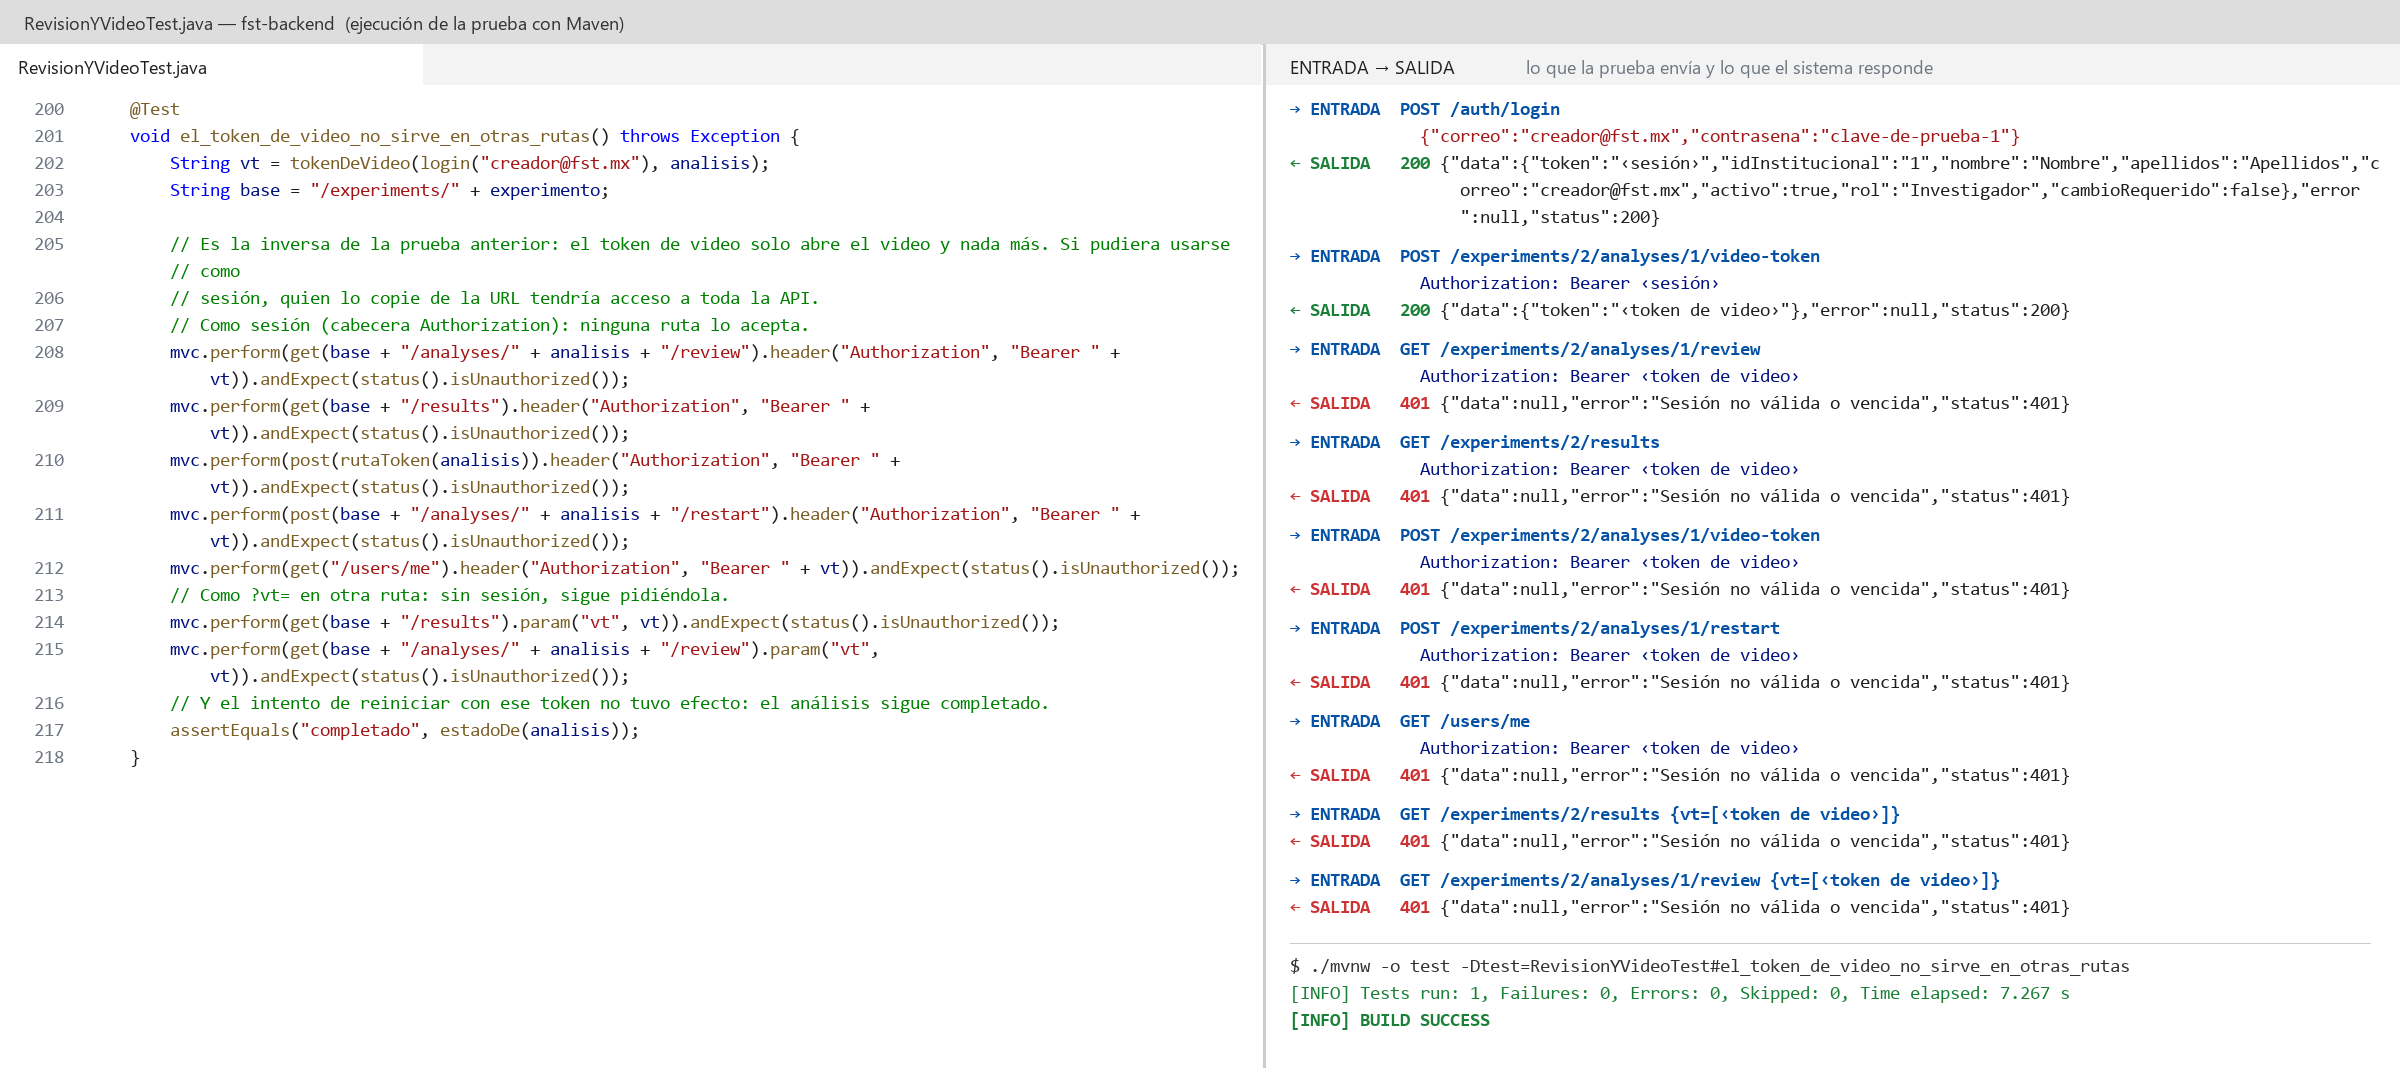 RevisionYVideoTest.java — fst-backend  (ejecución de la prueba con Maven)
RevisionYVideoTest.java
200 @Test
201 void el_token_de_video_no_sirve_en_otras_rutas() throws Exception {
202 String vt = tokenDeVideo(login("creador@fst.mx"), analisis);
203 String base = "/experiments/" + experimento;
204
205 // Es la inversa de la prueba anterior: el token de video solo abre el video y nada más. Si pudiera usarse
// como
206 // sesión, quien lo copie de la URL tendría acceso a toda la API.
207 // Como sesión (cabecera Authorization): ninguna ruta lo acepta.
208 mvc.perform(get(base + "/analyses/" + analisis + "/review").header("Authorization", "Bearer " +
vt)).andExpect(status().isUnauthorized());
209 mvc.perform(get(base + "/results").header("Authorization", "Bearer " +
vt)).andExpect(status().isUnauthorized());
210 mvc.perform(post(rutaToken(analisis)).header("Authorization", "Bearer " +
vt)).andExpect(status().isUnauthorized());
211 mvc.perform(post(base + "/analyses/" + analisis + "/restart").header("Authorization", "Bearer " +
vt)).andExpect(status().isUnauthorized());
212 mvc.perform(get("/users/me").header("Authorization", "Bearer " + vt)).andExpect(status().isUnauthorized());
213 // Como ?vt= en otra ruta: sin sesión, sigue pidiéndola.
214 mvc.perform(get(base + "/results").param("vt", vt)).andExpect(status().isUnauthorized());
215 mvc.perform(get(base + "/analyses/" + analisis + "/review").param("vt",
vt)).andExpect(status().isUnauthorized());
216 // Y el intento de reiniciar con ese token no tuvo efecto: el análisis sigue completado.
217 assertEquals("completado", estadoDe(analisis));
218 }
ENTRADA → SALIDA lo que la prueba envía y lo que el sistema responde
→ ENTRADA POST /auth/login
{"correo":"creador@fst.mx","contrasena":"clave-de-prueba-1"}
← SALIDA 200 {"data":{"token":"‹sesión›","idInstitucional":"1","nombre":"Nombre","apellidos":"Apellidos","c
orreo":"creador@fst.mx","activo":true,"rol":"Investigador","cambioRequerido":false},"error
":null,"status":200}
→ ENTRADA POST /experiments/2/analyses/1/video-token
Authorization: Bearer ‹sesión›
← SALIDA 200 {"data":{"token":"‹token de video›"},"error":null,"status":200}
→ ENTRADA GET /experiments/2/analyses/1/review
Authorization: Bearer ‹token de video›
← SALIDA 401 {"data":null,"error":"Sesión no válida o vencida","status":401}
→ ENTRADA GET /experiments/2/results
Authorization: Bearer ‹token de video›
← SALIDA 401 {"data":null,"error":"Sesión no válida o vencida","status":401}
→ ENTRADA POST /experiments/2/analyses/1/video-token
Authorization: Bearer ‹token de video›
← SALIDA 401 {"data":null,"error":"Sesión no válida o vencida","status":401}
→ ENTRADA POST /experiments/2/analyses/1/restart
Authorization: Bearer ‹token de video›
← SALIDA 401 {"data":null,"error":"Sesión no válida o vencida","status":401}
→ ENTRADA GET /users/me
Authorization: Bearer ‹token de video›
← SALIDA 401 {"data":null,"error":"Sesión no válida o vencida","status":401}
→ ENTRADA GET /experiments/2/results {vt=[‹token de video›]}
← SALIDA 401 {"data":null,"error":"Sesión no válida o vencida","status":401}
→ ENTRADA GET /experiments/2/analyses/1/review {vt=[‹token de video›]}
← SALIDA 401 {"data":null,"error":"Sesión no válida o vencida","status":401}
$ ./mvnw -o test -Dtest=RevisionYVideoTest#el_token_de_video_no_sirve_en_otras_rutas
[INFO] Tests run: 1, Failures: 0, Errors: 0, Skipped: 0, Time elapsed: 7.267 s
[INFO] BUILD SUCCESS